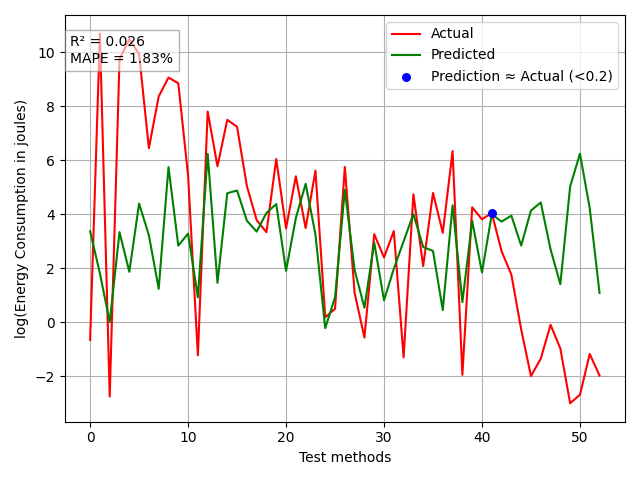 R² = 0.026
MAPE = 1.83%
Actual
Predicted
Prediction ≈ Actual (<0.2)
log(Energy Consumption in joules)
10
8
6
4
2
0
−2
0
10
20
30
40
50
Test methods